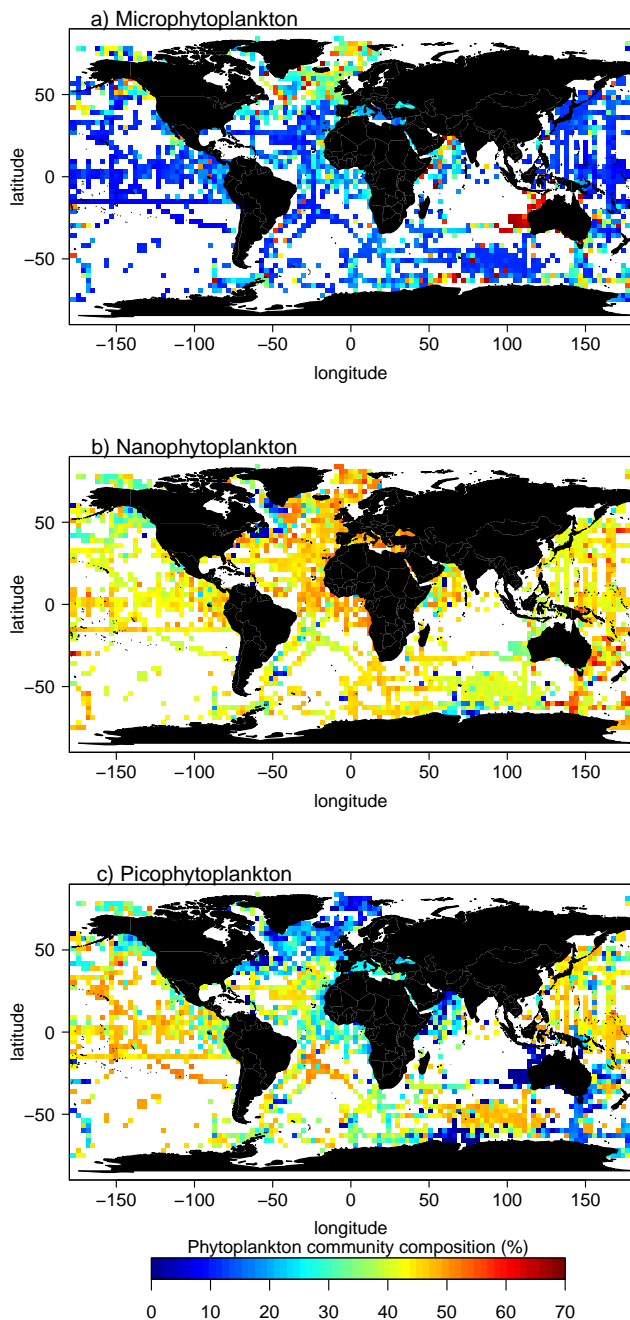 a) Microphytoplankton
50
0
−50
latitude
−150 −100 −50 0 50 100 150
longitude
b) Nanophytoplankton
50
0
−50
latitude
−150 −100 −50 0 50 100 150
longitude
c) Picophytoplankton
50
0
−50
latitude
−150 −100 −50 0 50 100 150
longitude
Phytoplankton community composition (%)
0 10 20 30 40 50 60 70